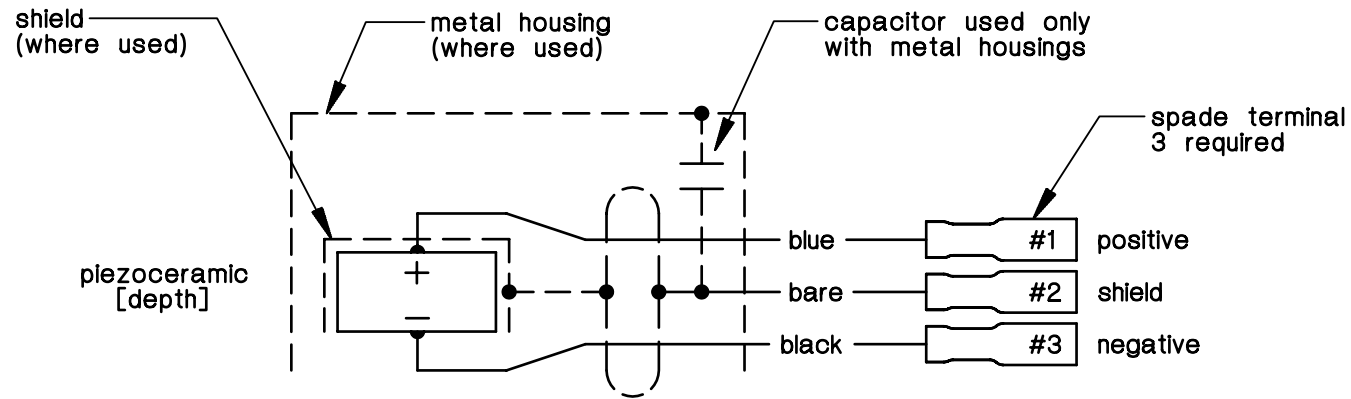 shield
(where used)
metal housing
(where used)
capacitor used only
with metal housings
spade terminal
3 required
piezoceramic
[depth]
+
−
blue
#1
positive
bare
#2
shield
black
#3
negative